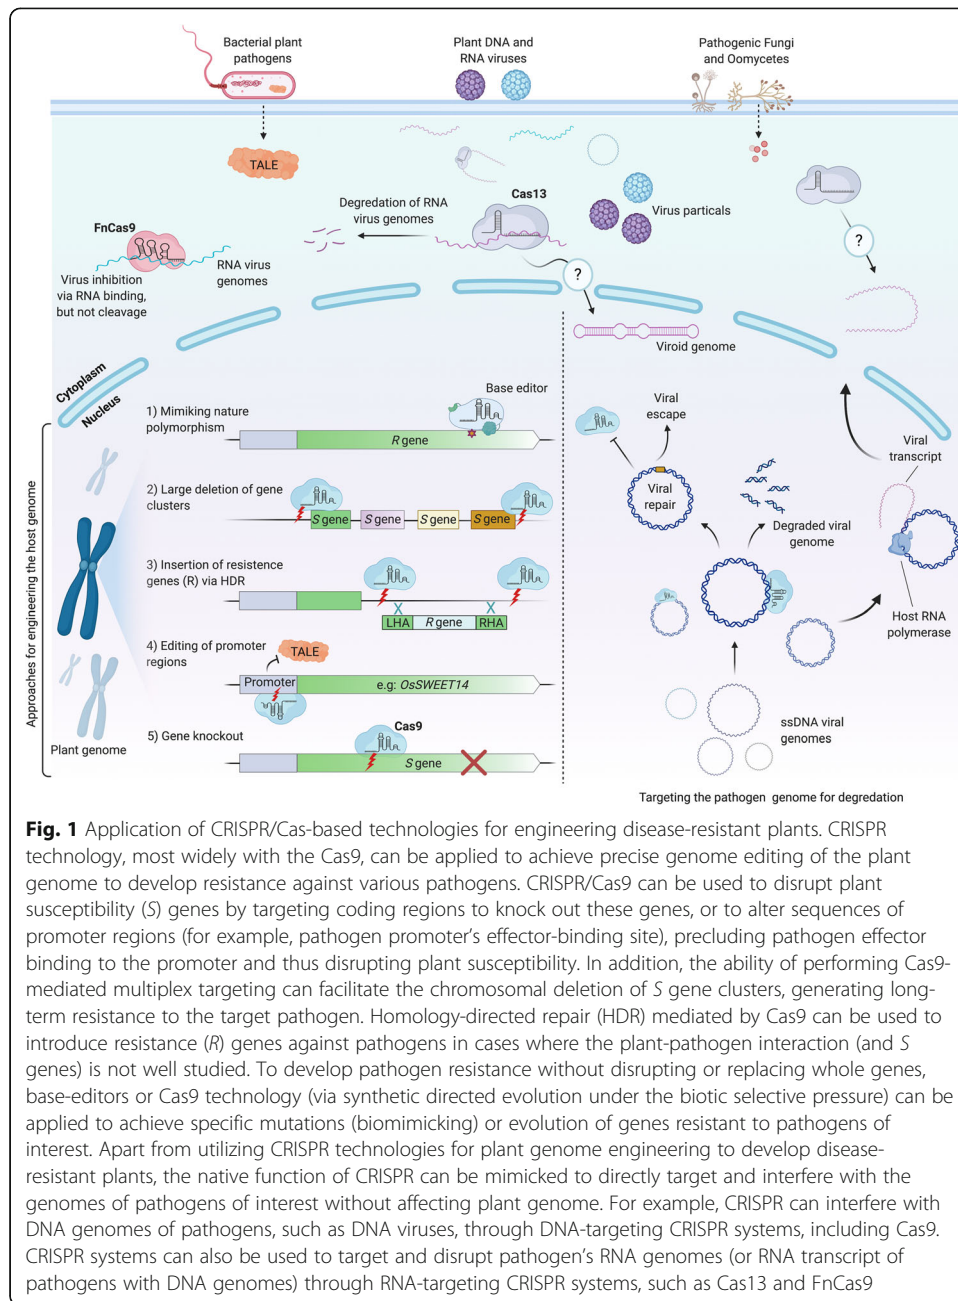 Bacterial plant
pathogens
Plant DNA and
RNA viruses
Pathogenic Fungi
and Oomycetes
TALE
Degradation of RNA
virus genomes
Cas13
Virus particals
FnCas9
?
?
Virus inhibition
via RNA binding,
but not cleavage
RNA virus
genomes
Viroid genome
Cytoplasm
Nucleus
Approaches for engineering the host genome
Plant genome
1) Mimiking nature
polymorphism
Base editor
R gene
2) Large deletion of gene
clusters
S gene
S gene
S gene
S gene
3) Insertion of resistence
genes (R) via HDR
LHA
R gene
RHA
4) Editing of promoter
regions
TALE
Promoter
e.g: OsSWEET14
5) Gene knockout
Cas9
S gene
Viral
escape
Viral
repair
Degraded viral
genome
Viral
transcript
Host RNA
polymerase
ssDNA viral
genomes
Targeting the pathogen genome for degradation
Fig. 1 Application of CRISPR/Cas-based technologies for engineering disease-resistant plants. CRISPR
technology, most widely with the Cas9, can be applied to achieve precise genome editing of the plant
genome to develop resistance against various pathogens. CRISPR/Cas9 can be used to disrupt plant
susceptibility (S) genes by targeting coding regions to knock out these genes, or to alter sequences of
promoter regions (for example, pathogen promoter's effector-binding site), precluding pathogen effector
binding to the promoter and thus disrupting plant susceptibility. In addition, the ability of performing Cas9-
mediated multiplex targeting can facilitate the chromosomal deletion of S gene clusters, generating long-
term resistance to the target pathogen. Homology-directed repair (HDR) mediated by Cas9 can be used to
introduce resistance (R) genes against pathogens in cases where the plant-pathogen interaction (and S
genes) is not well studied. To develop pathogen resistance without disrupting or replacing whole genes,
base-editors or Cas9 technology (via synthetic directed evolution under the biotic selective pressure) can be
applied to achieve specific mutations (biomimicking) or evolution of genes resistant to pathogens of
interest. Apart from utilizing CRISPR technologies for plant genome engineering to develop disease-
resistant plants, the native function of CRISPR can be mimicked to directly target and interfere with the
genomes of pathogens of interest without affecting plant genome. For example, CRISPR can interfere with
DNA genomes of pathogens, such as DNA viruses, through DNA-targeting CRISPR systems, including Cas9.
CRISPR systems can also be used to target and disrupt pathogen's RNA genomes (or RNA transcript of
pathogens with DNA genomes) through RNA-targeting CRISPR systems, such as Cas13 and FnCas9